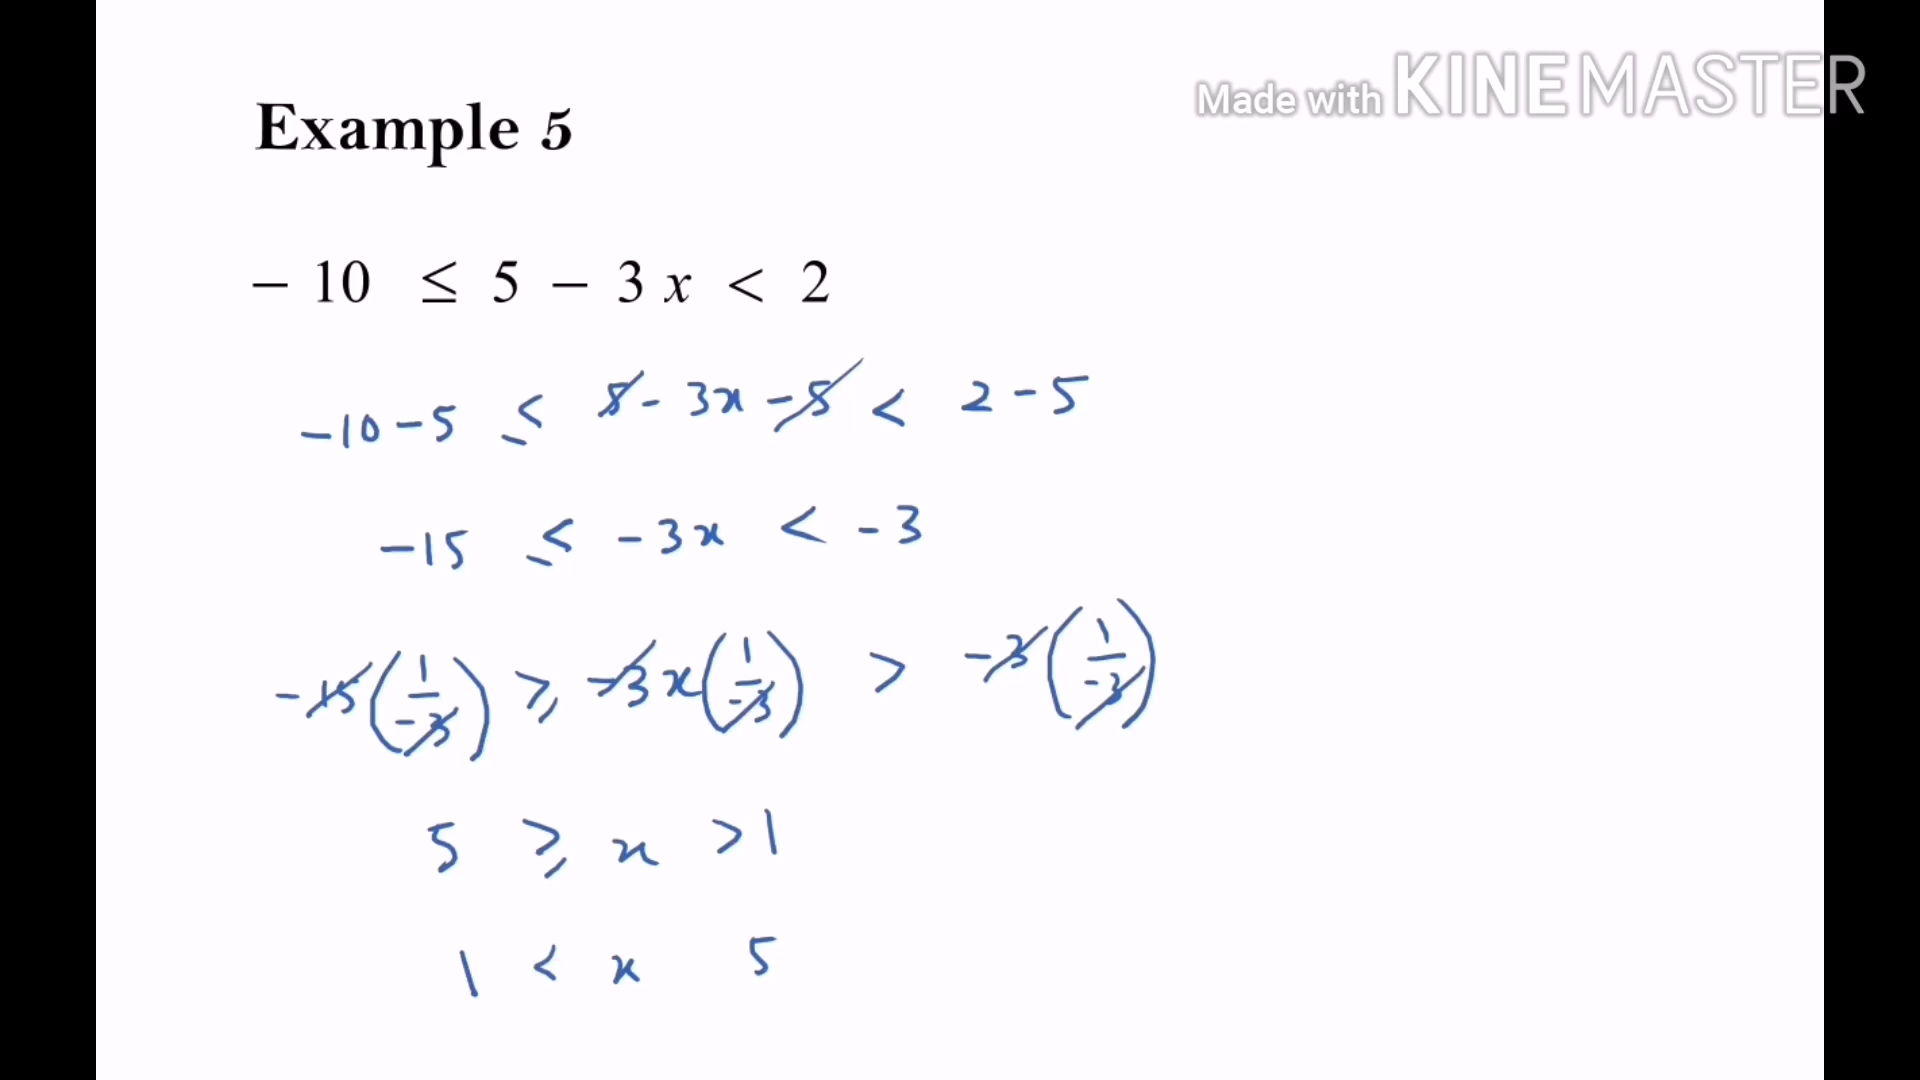 Made with KINEMASTER
Example 5
− 10 ≤ 5 − 3 x < 2
-10 - 5 ≤ 5 - 3x - 5 < 2 - 5
-15 ≤ -3x < -3
-15(1/-3) ≥ -3x(1/-3) > -3(1/-3)
5 ≥ x > 1
1 < x 5